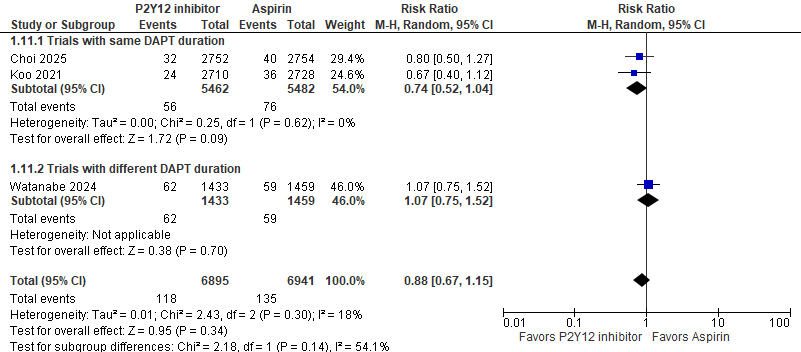 P2Y12 inhibitor Aspirin Risk Ratio Risk Ratio
Study or Subgroup Events Total Events Total Weight M-H, Random, 95% CI M-H, Random, 95% CI
1.11.1 Trials with same DAPT duration
Choi 2025 32 2752 40 2754 29.4% 0.80 [0.50, 1.27]
Koo 2021 24 2710 36 2728 24.6% 0.67 [0.40, 1.12]
Subtotal (95% CI) 5462 5482 54.0% 0.74 [0.52, 1.04]
Total events 56 76
Heterogeneity: Tau² = 0.00; Chi² = 0.25, df = 1 (P = 0.62); I² = 0%
Test for overall effect: Z = 1.72 (P = 0.09)
1.11.2 Trials with different DAPT duration
Watanabe 2024 62 1433 59 1459 46.0% 1.07 [0.75, 1.52]
Subtotal (95% CI) 1433 1459 46.0% 1.07 [0.75, 1.52]
Total events 62 59
Heterogeneity: Not applicable
Test for overall effect: Z = 0.38 (P = 0.70)
Total (95% CI) 6895 6941 100.0% 0.88 [0.67, 1.15]
Total events 118 135
Heterogeneity: Tau² = 0.01; Chi² = 2.43, df = 2 (P = 0.30); I² = 18%
Test for overall effect: Z = 0.95 (P = 0.34)
Test for subgroup differences: Chi² = 2.18, df = 1 (P = 0.14), I² = 54.1%
0.01 0.1 1 10 100
Favors P2Y12 inhibitor Favors Aspirin